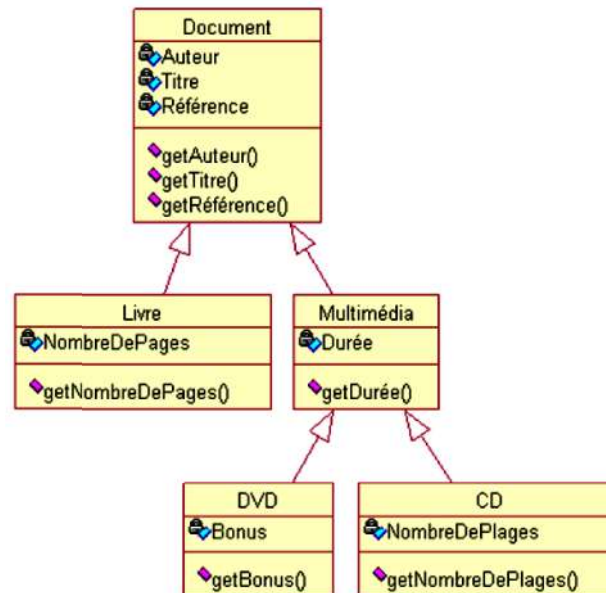 Document
Auteur
Titre
Référence
getAuteur()
getTitre()
getRéférence()
Livre
NombreDePages
getNombreDePages()
Multimédia
Durée
getDurée()
DVD
Bonus
getBonus()
CD
NombreDePlages
getNombreDePlages()